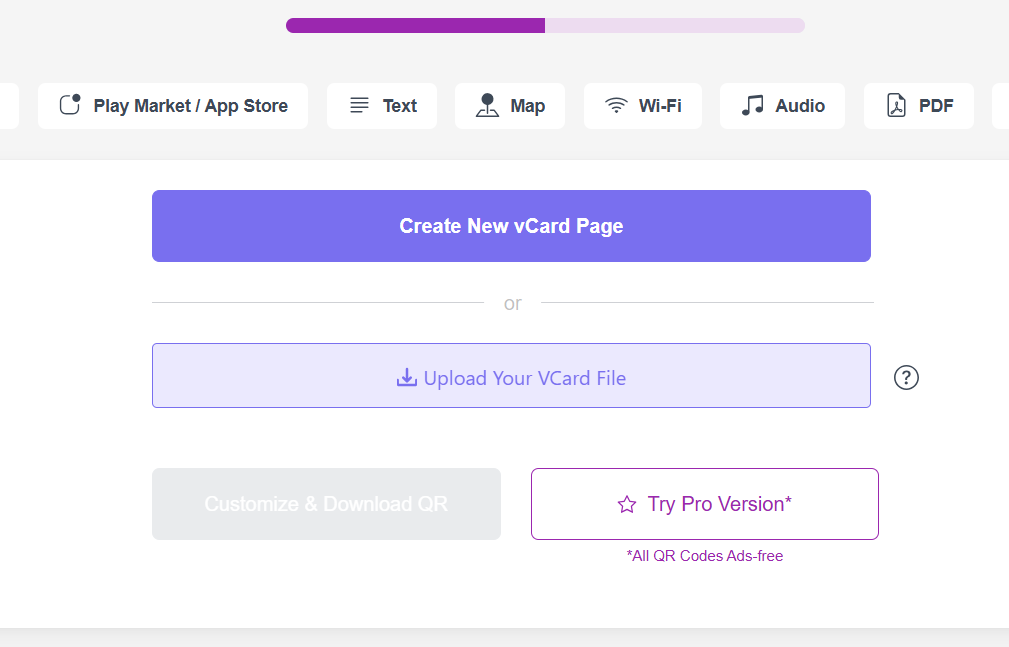 Play Market / App Store
Text
Map
Wi-Fi
Audio
PDF
Create New vCard Page
or
Upload Your VCard File
?
Customize & Download QR
Try Pro Version*
*All QR Codes Ads-free